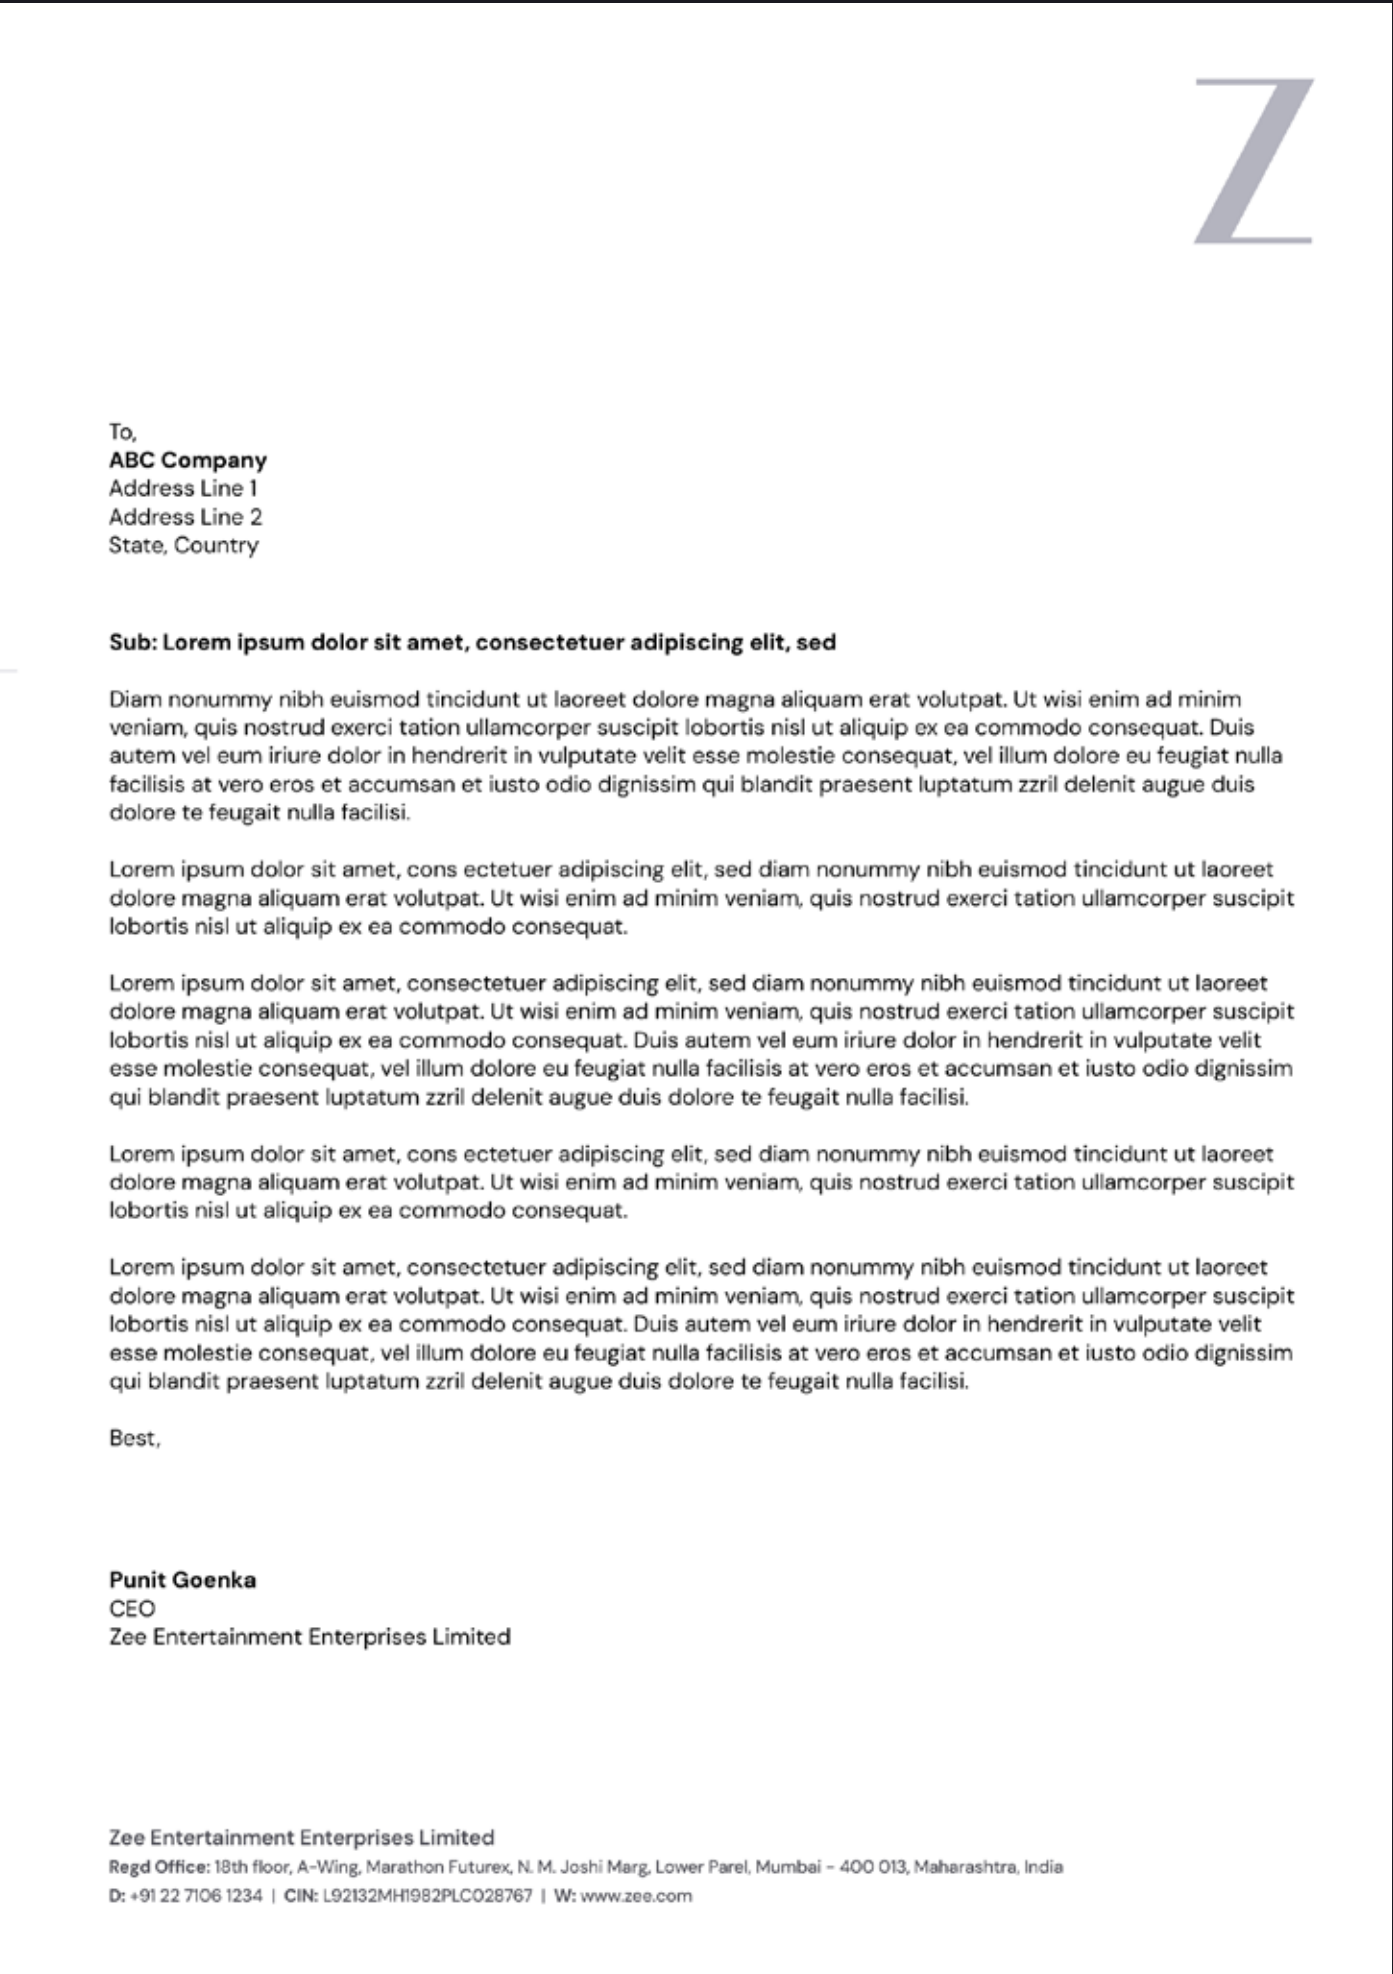 Z
To,
ABC Company
Address Line 1
Address Line 2
State, Country
Sub: Lorem ipsum dolor sit amet, consectetuer adipiscing elit, sed
Diam nonummy nibh euismod tincidunt ut laoreet dolore magna aliquam erat volutpat. Ut wisi enim ad minim
veniam, quis nostrud exerci tation ullamcorper suscipit lobortis nisl ut aliquip ex ea commodo consequat. Duis
autem vel eum iriure dolor in hendrerit in vulputate velit esse molestie consequat, vel illum dolore eu feugiat nulla
facilisis at vero eros et accumsan et iusto odio dignissim qui blandit praesent luptatum zzril delenit augue duis
dolore te feugait nulla facilisi.
Lorem ipsum dolor sit amet, cons ectetuer adipiscing elit, sed diam nonummy nibh euismod tincidunt ut laoreet
dolore magna aliquam erat volutpat. Ut wisi enim ad minim veniam, quis nostrud exerci tation ullamcorper suscipit
lobortis nisl ut aliquip ex ea commodo consequat.
Lorem ipsum dolor sit amet, consectetuer adipiscing elit, sed diam nonummy nibh euismod tincidunt ut laoreet
dolore magna aliquam erat volutpat. Ut wisi enim ad minim veniam, quis nostrud exerci tation ullamcorper suscipit
lobortis nisl ut aliquip ex ea commodo consequat. Duis autem vel eum iriure dolor in hendrerit in vulputate velit
esse molestie consequat, vel illum dolore eu feugiat nulla facilisis at vero eros et accumsan et iusto odio dignissim
qui blandit praesent luptatum zzril delenit augue duis dolore te feugait nulla facilisi.
Lorem ipsum dolor sit amet, cons ectetuer adipiscing elit, sed diam nonummy nibh euismod tincidunt ut laoreet
dolore magna aliquam erat volutpat. Ut wisi enim ad minim veniam, quis nostrud exerci tation ullamcorper suscipit
lobortis nisl ut aliquip ex ea commodo consequat.
Lorem ipsum dolor sit amet, consectetuer adipiscing elit, sed diam nonummy nibh euismod tincidunt ut laoreet
dolore magna aliquam erat volutpat. Ut wisi enim ad minim veniam, quis nostrud exerci tation ullamcorper suscipit
lobortis nisl ut aliquip ex ea commodo consequat. Duis autem vel eum iriure dolor in hendrerit in vulputate velit
esse molestie consequat, vel illum dolore eu feugiat nulla facilisis at vero eros et accumsan et iusto odio dignissim
qui blandit praesent luptatum zzril delenit augue duis dolore te feugait nulla facilisi.
Best,
Punit Goenka
CEO
Zee Entertainment Enterprises Limited
Zee Entertainment Enterprises Limited
Regd Office: 18th floor, A-Wing, Marathon Futurex, N. M. Joshi Marg, Lower Parel, Mumbai – 400 013, Maharashtra, India
D: +91 22 7106 1234 | CIN: L92132MH1982PLC028767 | W: www.zee.com